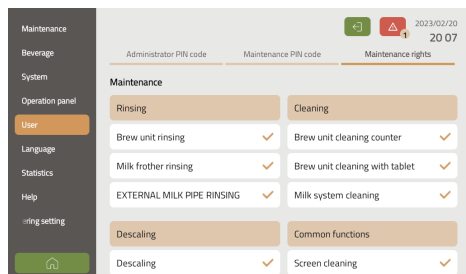 Maintenance
Beverage
System
Operation panel
User
Language
Statistics
Help
ering setting
1
2023/02/20
20 07
Administrator PIN code
Maintenance PIN code
Maintenance rights
Maintenance
Rinsing
Cleaning
Brew unit rinsing
Brew unit cleaning counter
Milk frother rinsing
Brew unit cleaning with tablet
EXTERNAL MILK PIPE RINSING
Milk system cleaning
Descaling
Common functions
Descaling
Screen cleaning